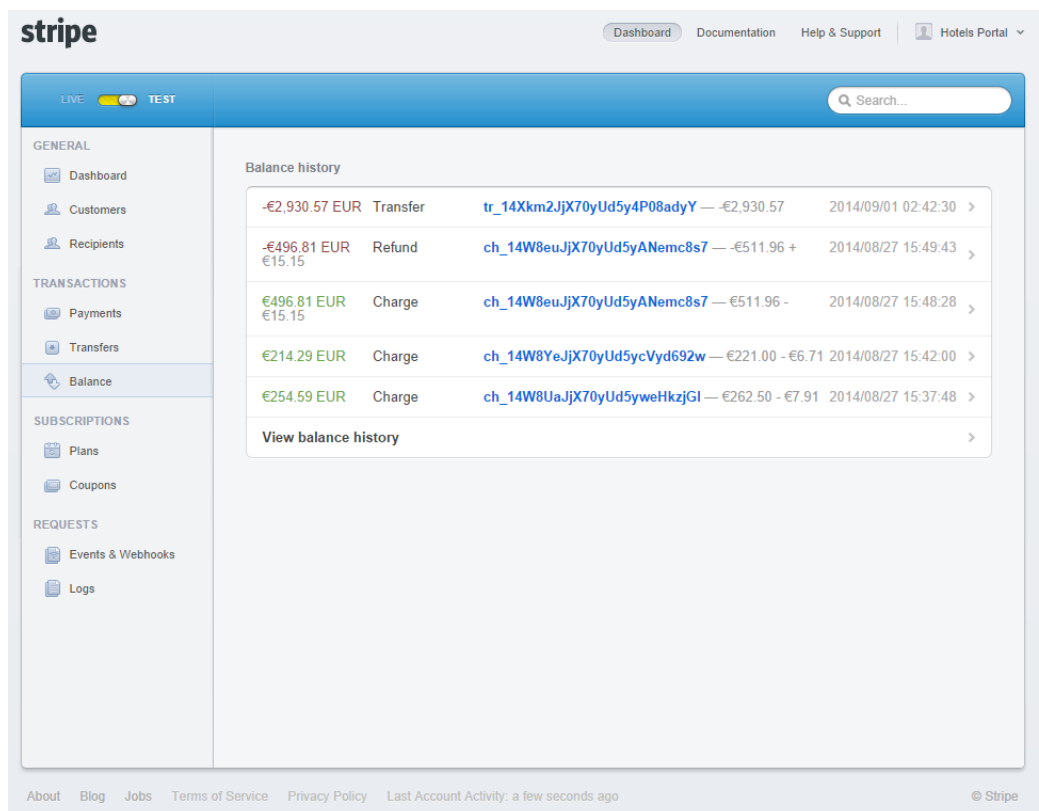 stripe
Dashboard Documentation Help & Support Hotels Portal
LIVE TEST
Search...
GENERAL
Dashboard
Customers
Recipients
TRANSACTIONS
Payments
Transfers
Balance
SUBSCRIPTIONS
Plans
Coupons
REQUESTS
Events & Webhooks
Logs
Balance history
-€2,930.57 EUR Transfer tr_14Xkm2JjX70yUd5y4P08adyY — -€2,930.57 2014/09/01 02:42:30
-€496.81 EUR Refund ch_14W8euJjX70yUd5yANemc8s7 — -€511.96 + 2014/08/27 15:49:43
€15.15
€496.81 EUR Charge ch_14W8euJjX70yUd5yANemc8s7 — €511.96 - 2014/08/27 15:48:28
€15.15
€214.29 EUR Charge ch_14W8YeJjX70yUd5ycVyd692w — €221.00 - €6.71 2014/08/27 15:42:00
€254.59 EUR Charge ch_14W8UaJjX70yUd5yweHkzjGI — €262.50 - €7.91 2014/08/27 15:37:48
View balance history
About Blog Jobs Terms of Service Privacy Policy Last Account Activity: a few seconds ago © Stripe